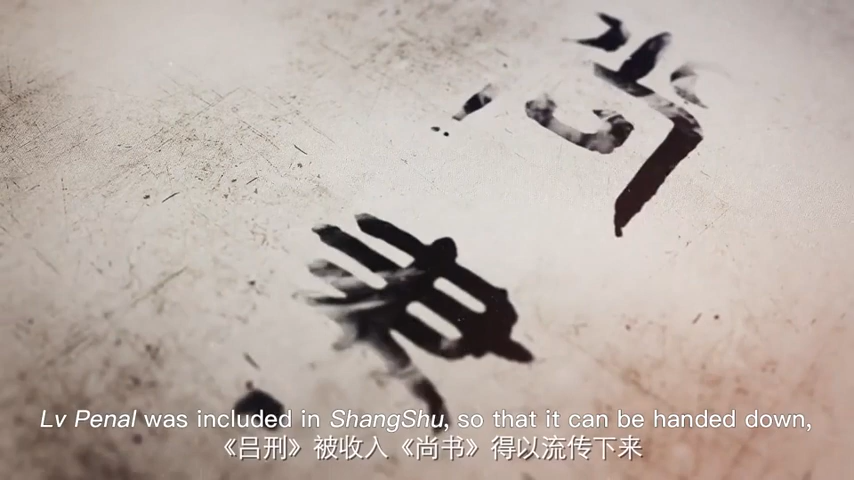 Lv Penal was included in ShangShu, so that it can be handed down,
《吕刑》被收入《尚书》得以流传下来